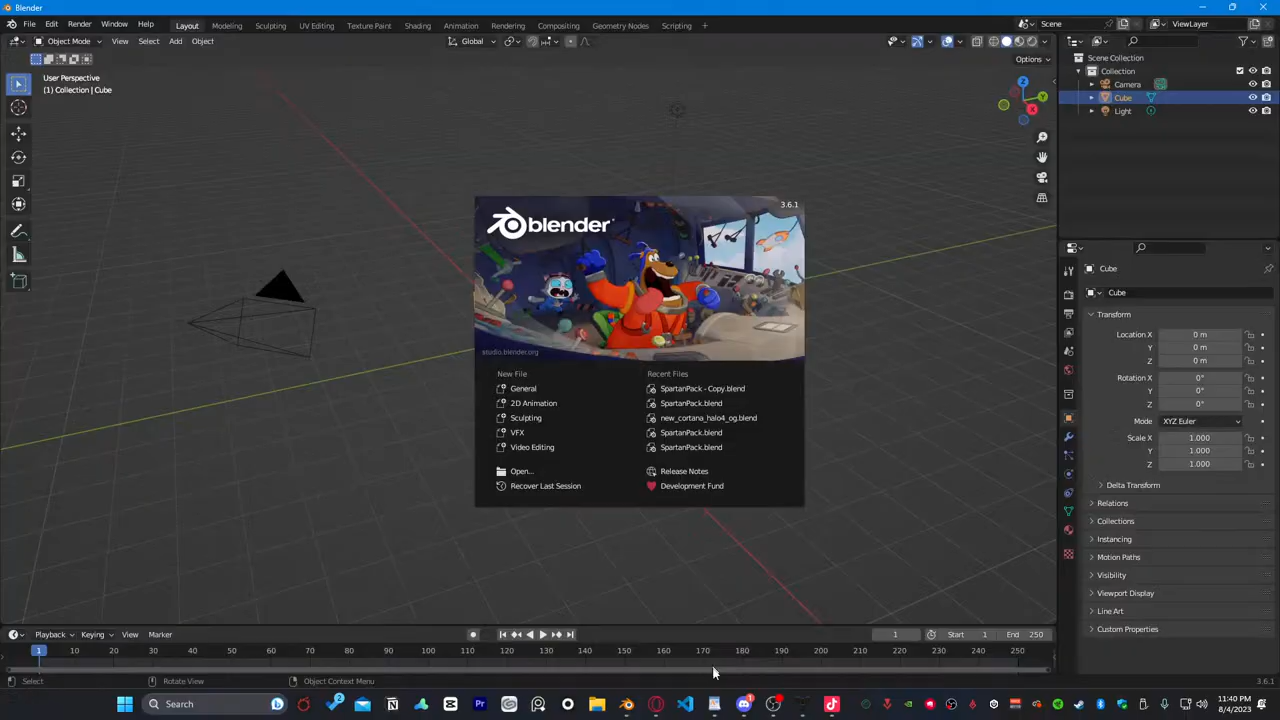 Blender
File Edit Render Window Help Layout Modeling Sculpting UV Editing Texture Paint Shading Animation Rendering Compositing Geometry Nodes Scripting + Scene ViewLayer
Object Mode View Select Add Object Global
Options
User Perspective
(1) Collection | Cube
Z
Y
X
Scene Collection
Collection
Camera
Cube
Light
blender
3.6.1
studio.blender.org
New File
General
2D Animation
Sculpting
VFX
Video Editing
Open...
Recover Last Session
Recent Files
SpartanPack - Copy.blend
SpartanPack.blend
new_cortana_halo4_og.blend
SpartanPack.blend
SpartanPack.blend
Release Notes
Development Fund
Cube
Cube
Transform
Location X 0 m
Y 0 m
Z 0 m
Rotation X 0°
Y 0°
Z 0°
Mode XYZ Euler
Scale X 1.000
Y 1.000
Z 1.000
Delta Transform
Relations
Collections
Instancing
Motion Paths
Visibility
Viewport Display
Line Art
Custom Properties
Playback Keying View Marker 1 Start 1 End 250
1 10 20 30 40 50 60 70 80 90 100 110 120 130 140 150 160 170 180 190 200 210 220 230 240 250
Select Rotate View Object Context Menu 3.6.1
Search 2 Pr 1 11:40 PM
8/4/2023